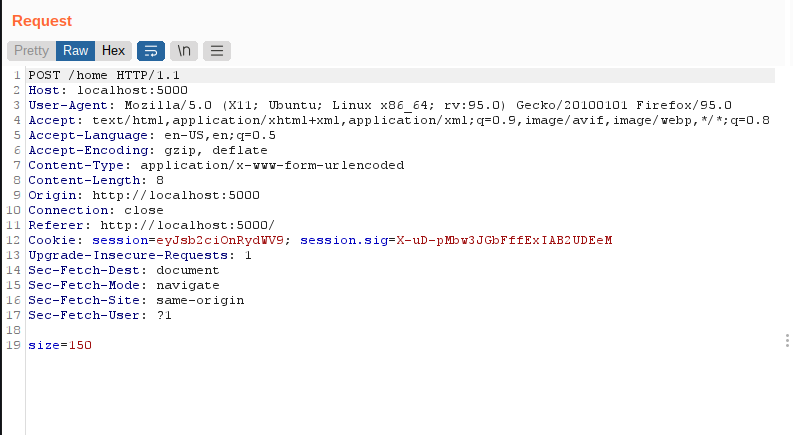 Request
Pretty Raw Hex \n
1 POST /home HTTP/1.1
2 Host: localhost:5000
3 User-Agent: Mozilla/5.0 (X11; Ubuntu; Linux x86_64; rv:95.0) Gecko/20100101 Firefox/95.0
4 Accept: text/html,application/xhtml+xml,application/xml;q=0.9,image/avif,image/webp,*/*;q=0.8
5 Accept-Language: en-US,en;q=0.5
6 Accept-Encoding: gzip, deflate
7 Content-Type: application/x-www-form-urlencoded
8 Content-Length: 8
9 Origin: http://localhost:5000
10 Connection: close
11 Referer: http://localhost:5000/
12 Cookie: session=eyJsb2ciOnRydWV9; session.sig=X-uD-pMbw3JGbFffExIAB2UDEeM
13 Upgrade-Insecure-Requests: 1
14 Sec-Fetch-Dest: document
15 Sec-Fetch-Mode: navigate
16 Sec-Fetch-Site: same-origin
17 Sec-Fetch-User: ?1
18
19 size=150